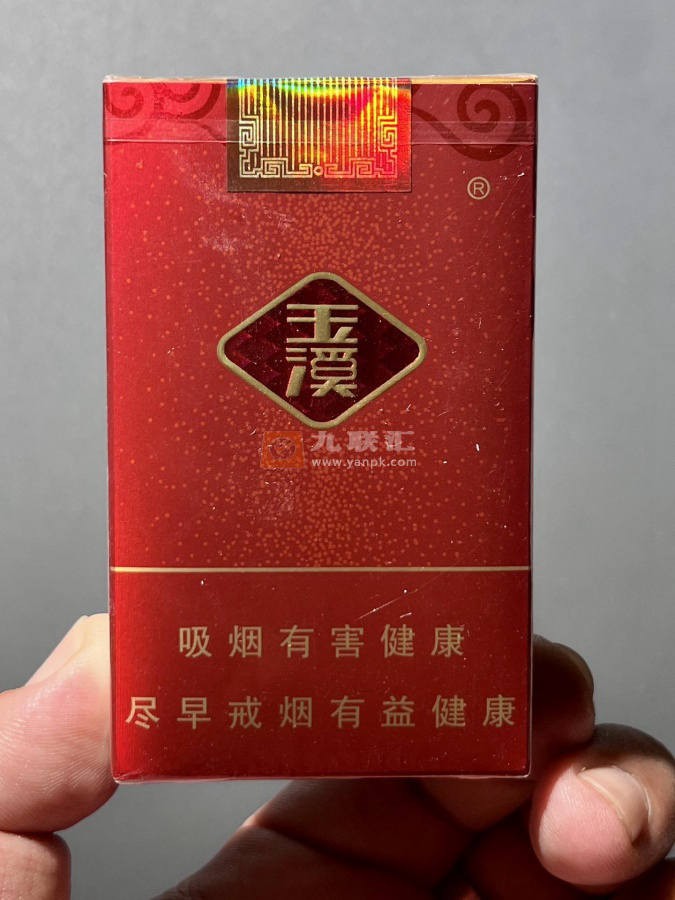 ®
玉
溪
九联汇
www.yanpk.com
吸烟有害健康
尽早戒烟有益健康